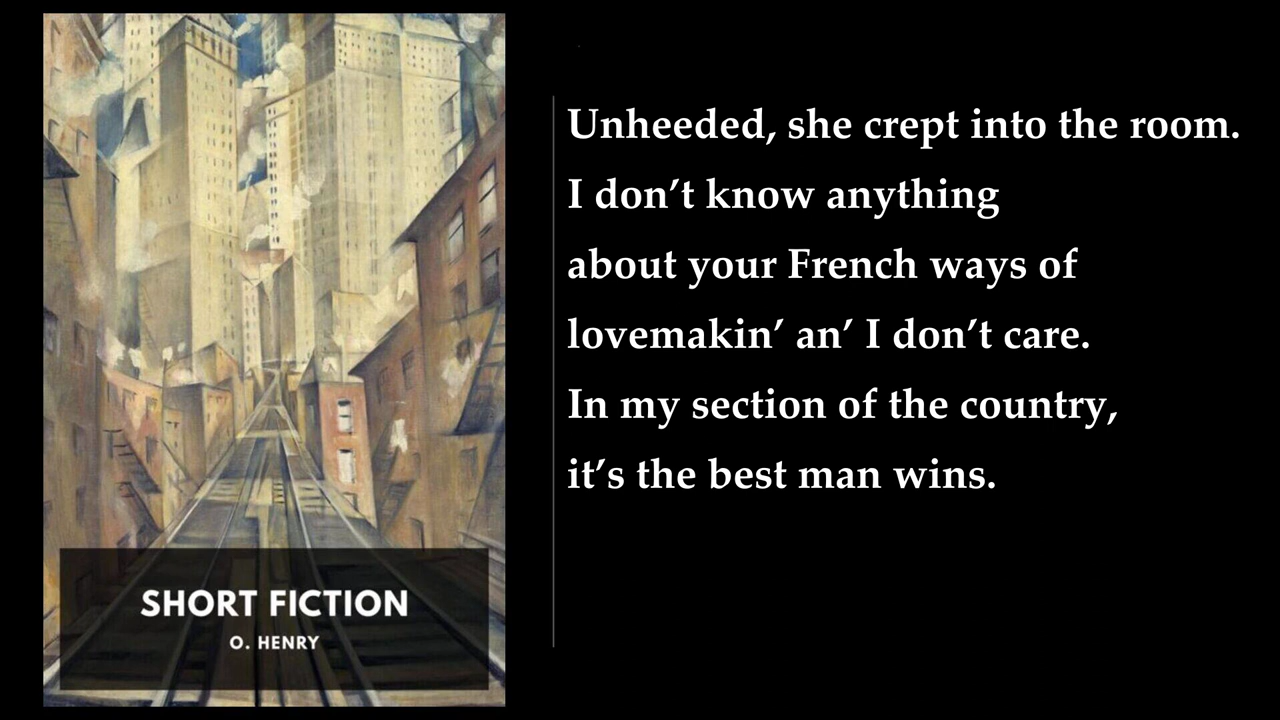 SHORT FICTION
O. HENRY
Unheeded, she crept into the room.
I don’t know anything
about your French ways of
lovemakin’ an’ I don’t care.
In my section of the country,
it’s the best man wins.